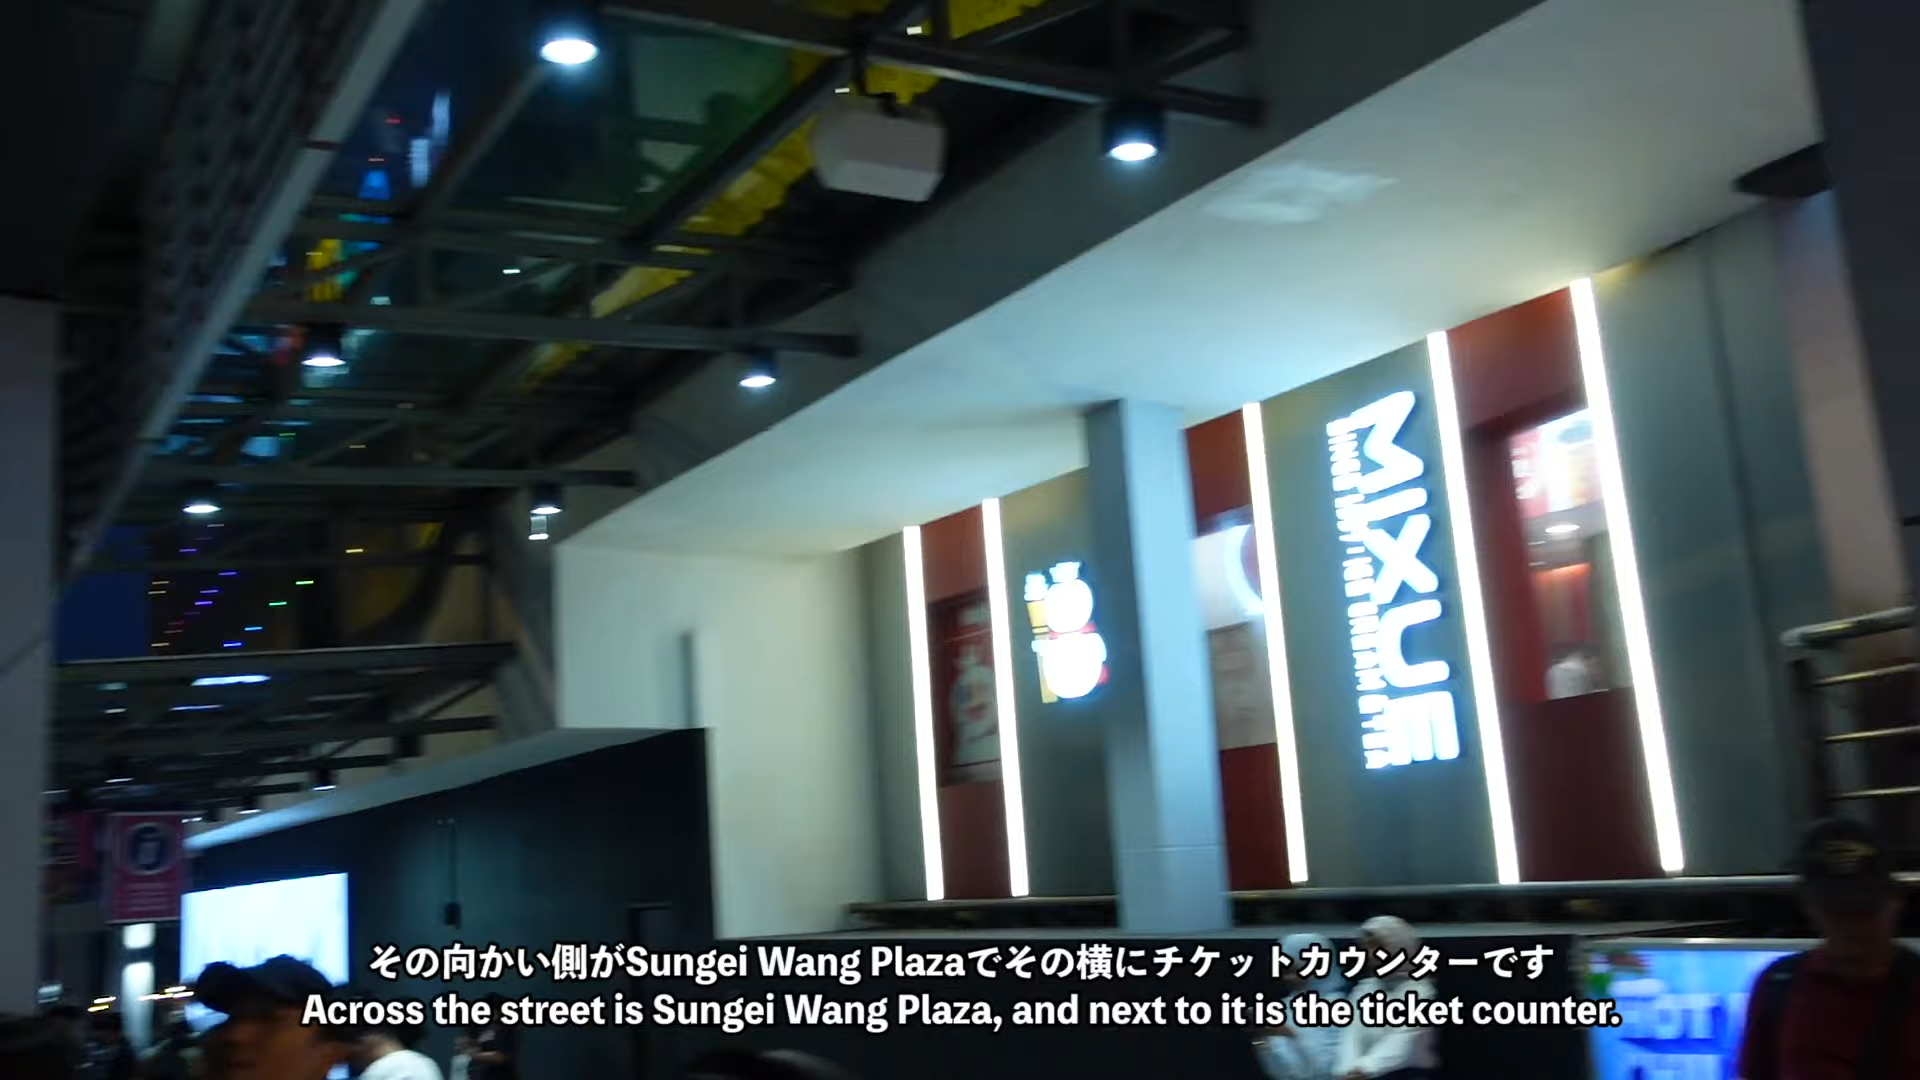 MIXUE
その向かい側がSungei Wang Plazaでその横にチケットカウンターです
Across the street is Sungei Wang Plaza, and next to it is the ticket counter.